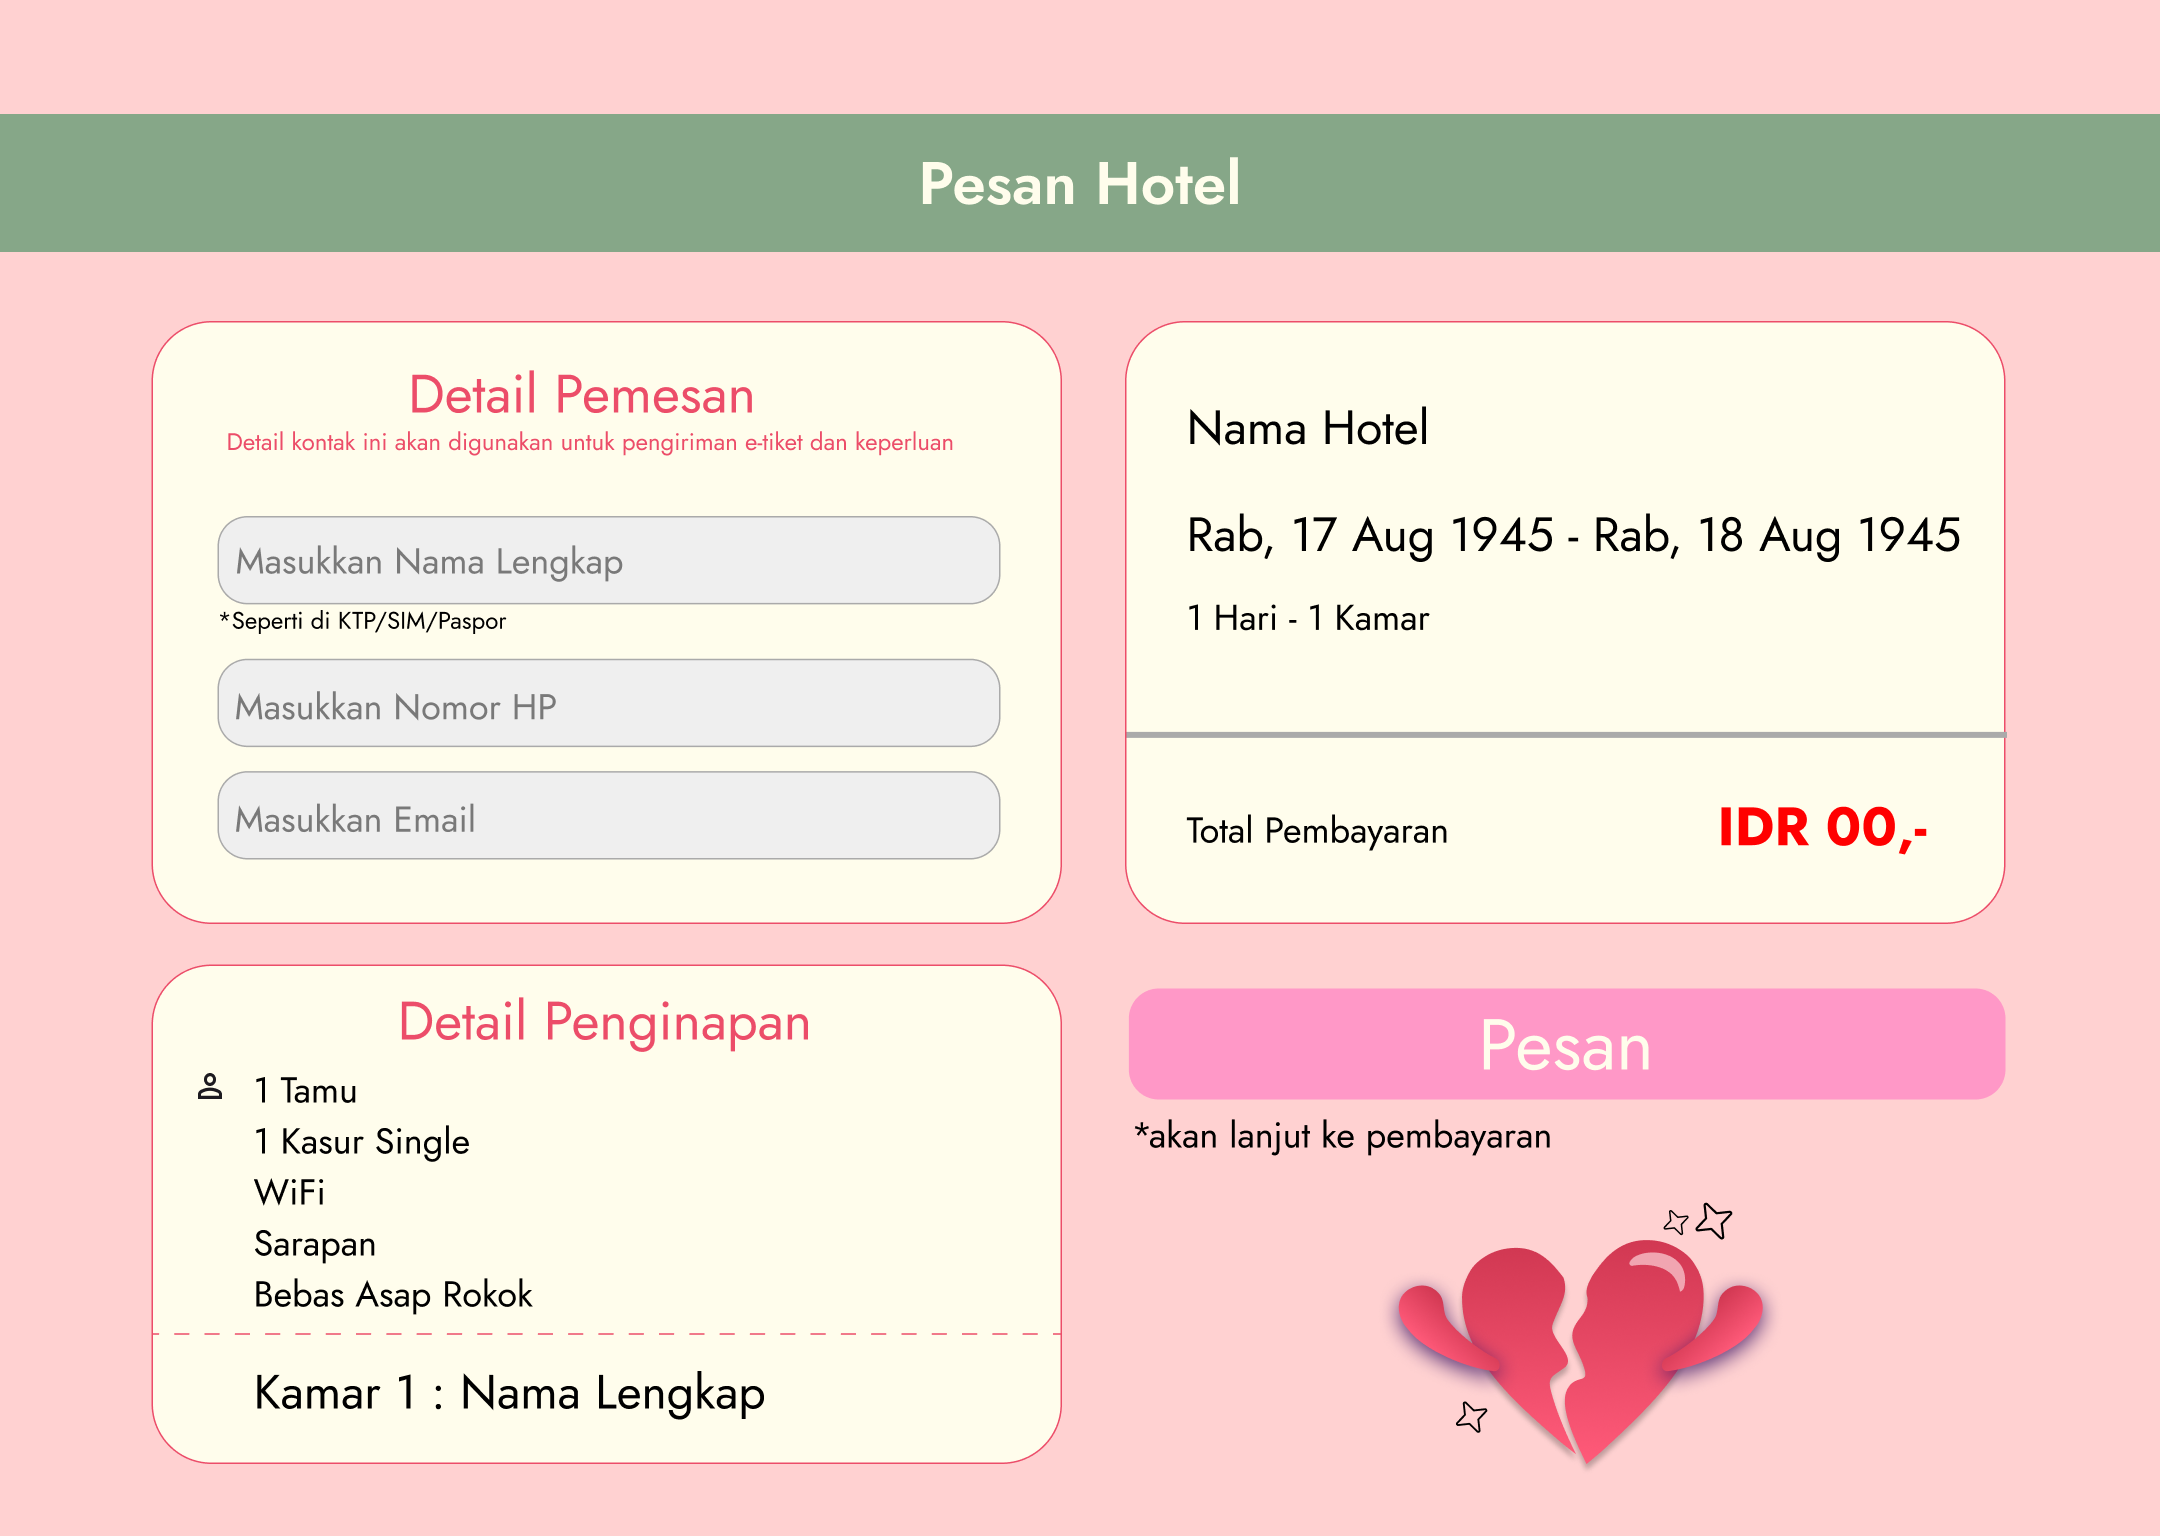 Pesan Hotel
Detail Pemesan
Detail kontak ini akan digunakan untuk pengiriman e-tiket dan keperluan
Masukkan Nama Lengkap
*Seperti di KTP/SIM/Paspor
Masukkan Nomor HP
Masukkan Email
Nama Hotel
Rab, 17 Aug 1945 - Rab, 18 Aug 1945
1 Hari - 1 Kamar
Total Pembayaran
IDR 00,-
Detail Penginapan
1 Tamu
1 Kasur Single
WiFi
Sarapan
Bebas Asap Rokok
Kamar 1 : Nama Lengkap
Pesan
*akan lanjut ke pembayaran